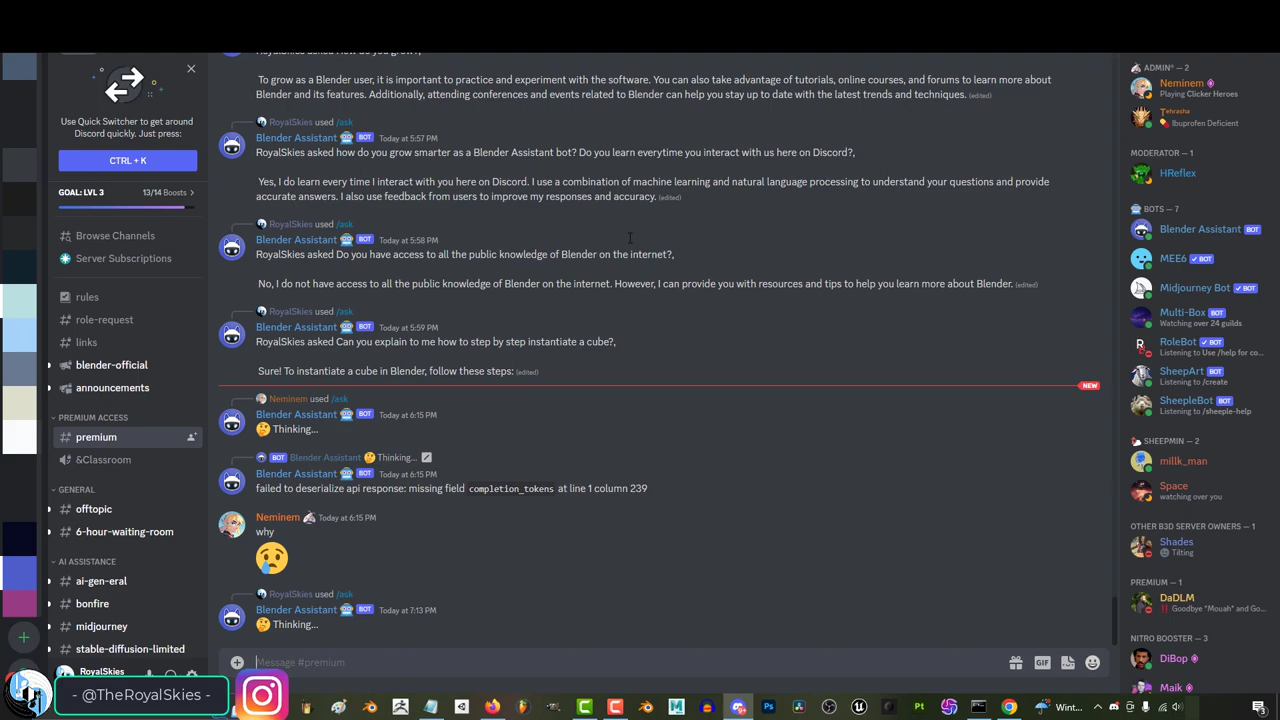 Use Quick Switcher to get around
Discord quickly. Just press:
CTRL + K
GOAL: LVL 3
13/14 Boosts
Browse Channels
Server Subscriptions
rules
role-request
links
blender-official
announcements
PREMIUM ACCESS
premium
&Classroom
GENERAL
offtopic
6-hour-waiting-room
AI ASSISTANCE
ai-gen-eral
bonfire
midjourney
stable-diffusion-limited
RoyalSkies
- @TheRoyalSkies -
To grow as a Blender user, it is important to practice and experiment with the software. You can also take advantage of tutorials, online courses, and forums to learn more about
Blender and its features. Additionally, attending conferences and events related to Blender can help you stay up to date with the latest trends and techniques. (edited)
RoyalSkies used /ask
Blender Assistant BOT Today at 5:57 PM
RoyalSkies asked how do you grow smarter as a Blender Assistant bot? Do you learn everytime you interact with us here on Discord?,
Yes, I do learn every time I interact with you here on Discord. I use a combination of machine learning and natural language processing to understand your questions and provide
accurate answers. I also use feedback from users to improve my responses and accuracy. (edited)
RoyalSkies used /ask
Blender Assistant BOT Today at 5:58 PM
RoyalSkies asked Do you have access to all the public knowledge of Blender on the internet?,
No, I do not have access to all the public knowledge of Blender on the internet. However, I can provide you with resources and tips to help you learn more about Blender. (edited)
RoyalSkies used /ask
Blender Assistant BOT Today at 5:59 PM
RoyalSkies asked Can you explain to me how to step by step instantiate a cube?,
Sure! To instantiate a cube in Blender, follow these steps: (edited)
NEW
Neminem used /ask
Blender Assistant BOT Today at 6:15 PM
Thinking...
BOT Blender Assistant Thinking...
Blender Assistant BOT Today at 6:15 PM
failed to deserialize api response: missing field completion_tokens at line 1 column 239
Neminem Today at 6:15 PM
why
RoyalSkies used /ask
Blender Assistant BOT Today at 7:13 PM
Thinking...
Message #premium
GIF
ADMIN® — 2
Neminem
Playing Clicker Heroes
Tehrasha
Ibuprofen Deficient
MODERATOR — 1
HReflex
BOTS — 7
Blender Assistant BOT
MEE6 BOT
Midjourney Bot BOT
Multi-Box BOT
Watching over 24 guilds
RoleBot BOT
Listening to Use /help for co...
SheepArt BOT
Listening to /create
SheepleBot BOT
Listening to /sheeple-help
SHEEPMIN — 2
millk_man
Space
watching over you
OTHER B3D SERVER OWNERS — 1
Shades
Tilting
PREMIUM — 1
DaDLM
Goodbye *Mouah* and Go...
NITRO BOOSTER — 3
DiBop
Maik
Wint...